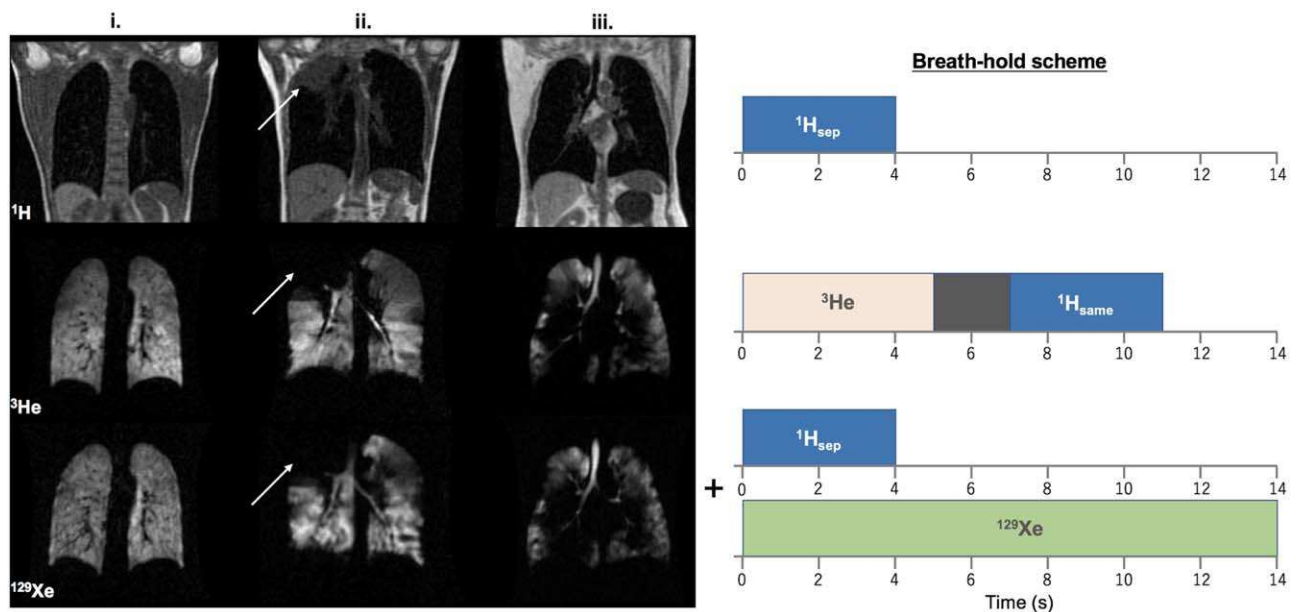 i. ii. iii.
Breath-hold scheme
¹H
¹Hsep
0 2 4 6 8 10 12 14
³He
³He ¹Hsame
0 2 4 6 8 10 12 14
¹Hsep
0 2 4 6 8 10 12 14
+
¹²⁹Xe
¹²⁹Xe
0 2 4 6 8 10 12 14
Time (s)